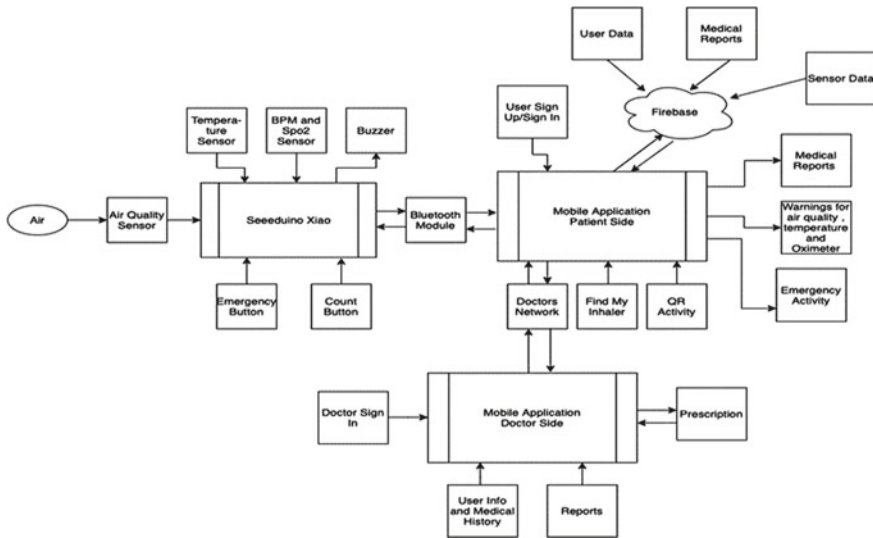 User Data
Medical
Reports
Sensor Data
Firebase
User Sign
Up/Sign In
Tempera-
ture
Sensor
BPM and
Spo2
Sensor
Buzzer
Medical
Reports
Air
Air Quality
Sensor
Seeeduino Xiao
Bluetooth
Module
Mobile Application
Patient Side
Warnings for
air quality ,
temperature
and
Oximeter
Emergency
Button
Count
Button
Doctors
Network
Find My
Inhaler
QR
Activity
Emergency
Activity
Doctor Sign
In
Mobile Application
Doctor Side
Prescription
User Info
and Medical
History
Reports